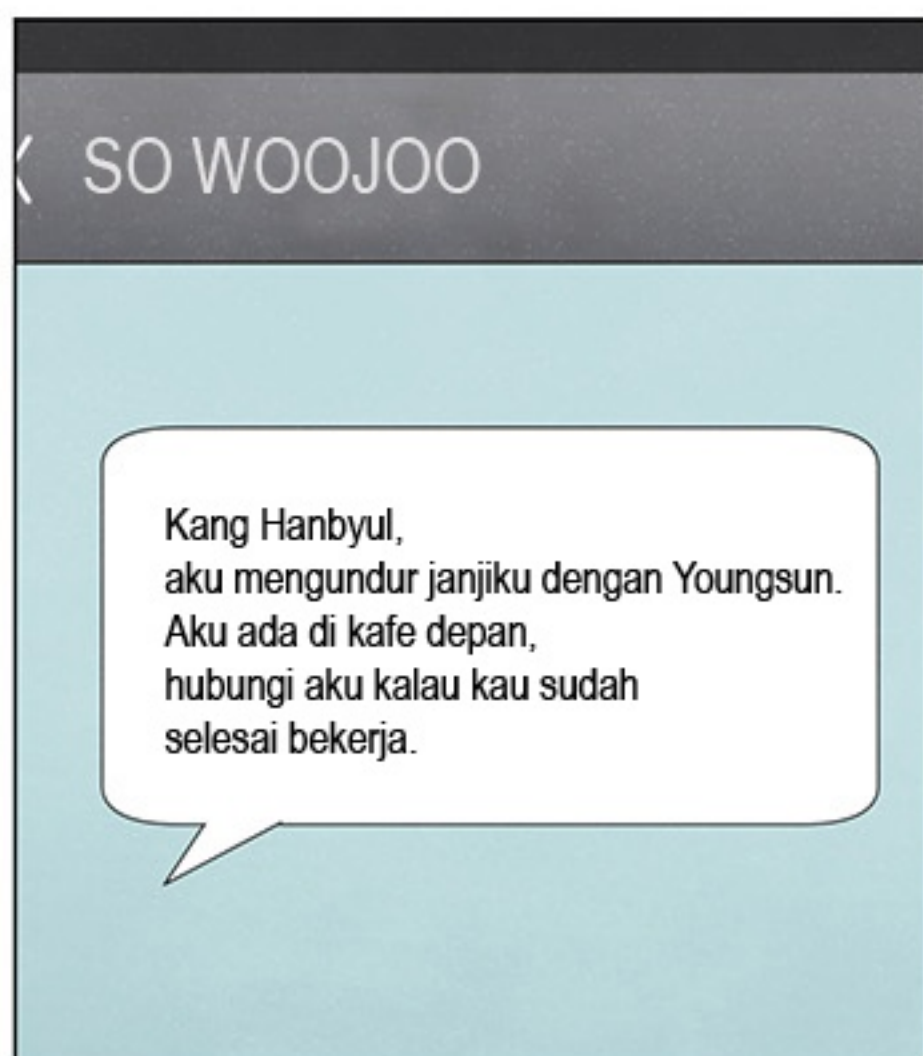 SO WOOJOO
Kang Hanbyul,
aku mengundur janjiku dengan Youngsun.
Aku ada di kafe depan,
hubungi aku kalau kau sudah
selesai bekerja.